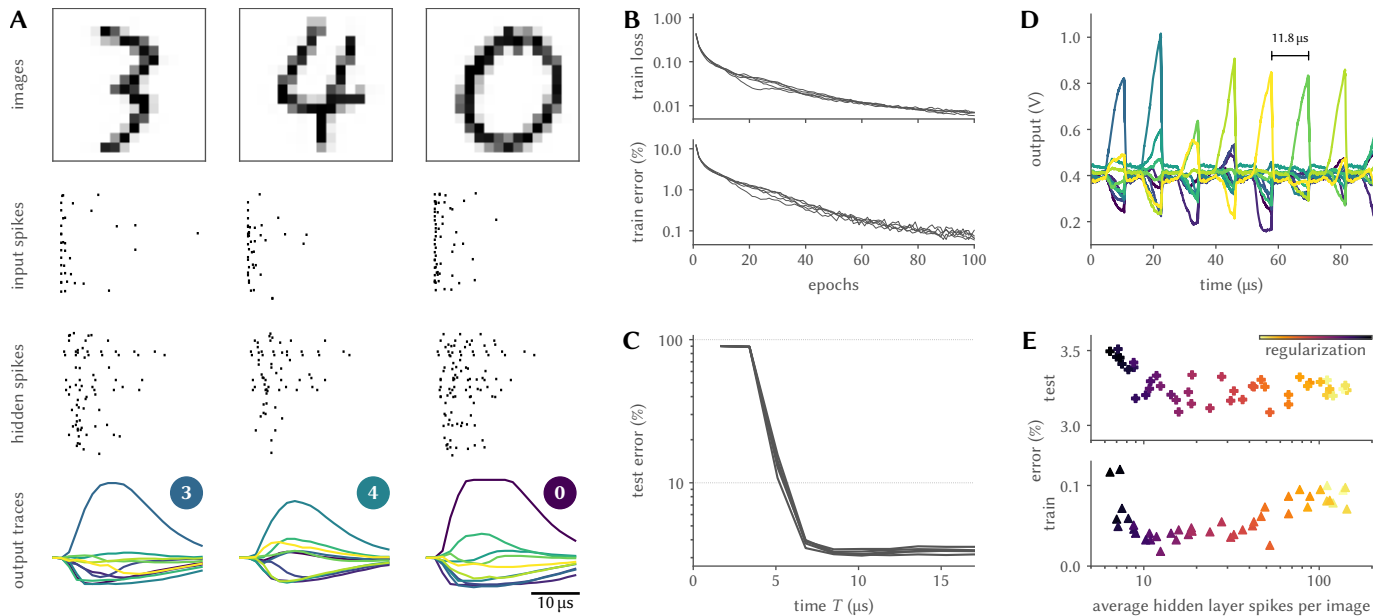 A
images
input spikes
hidden spikes
output traces
3
4
0
10 µs
B
train loss
1.00
0.10
0.01
train error (%)
10.0
1.0
0.1
0
20
40
60
80
100
epochs
C
test error (%)
100
10
0
5
10
15
time T (µs)
D
output (V)
1.0
0.8
0.6
0.4
0.2
11.8 µs
0
20
40
60
80
time (µs)
E
regularization
error (%)
test
3.5
3.0
train
0.1
0.0
10
100
average hidden layer spikes per image